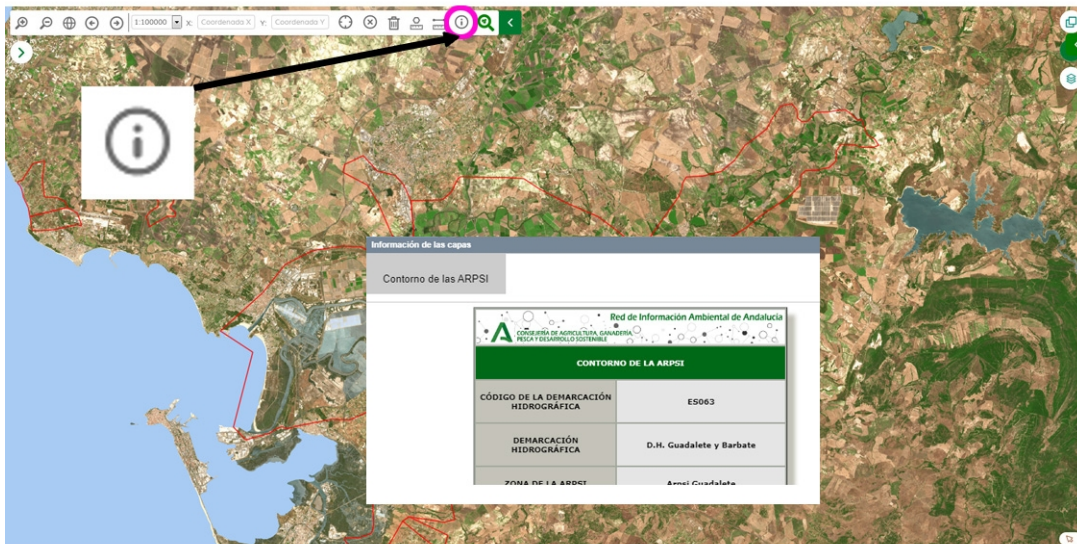 1:100000 X: Coordenada X Y: Coordenada Y
Información de las capas
Contorno de las ARPSI
Red de Información Ambiental de Andalucía
CONSEJERÍA DE AGRICULTURA, GANADERÍA,
PESCA Y DESARROLLO SOSTENIBLE
CONTORNO DE LA ARPSI
CÓDIGO DE LA DEMARCACIÓN
HIDROGRÁFICA
ES063
DEMARCACIÓN
HIDROGRÁFICA
D.H. Guadalete y Barbate
ZONA DE LA ARPSI
Arpsi Guadalete